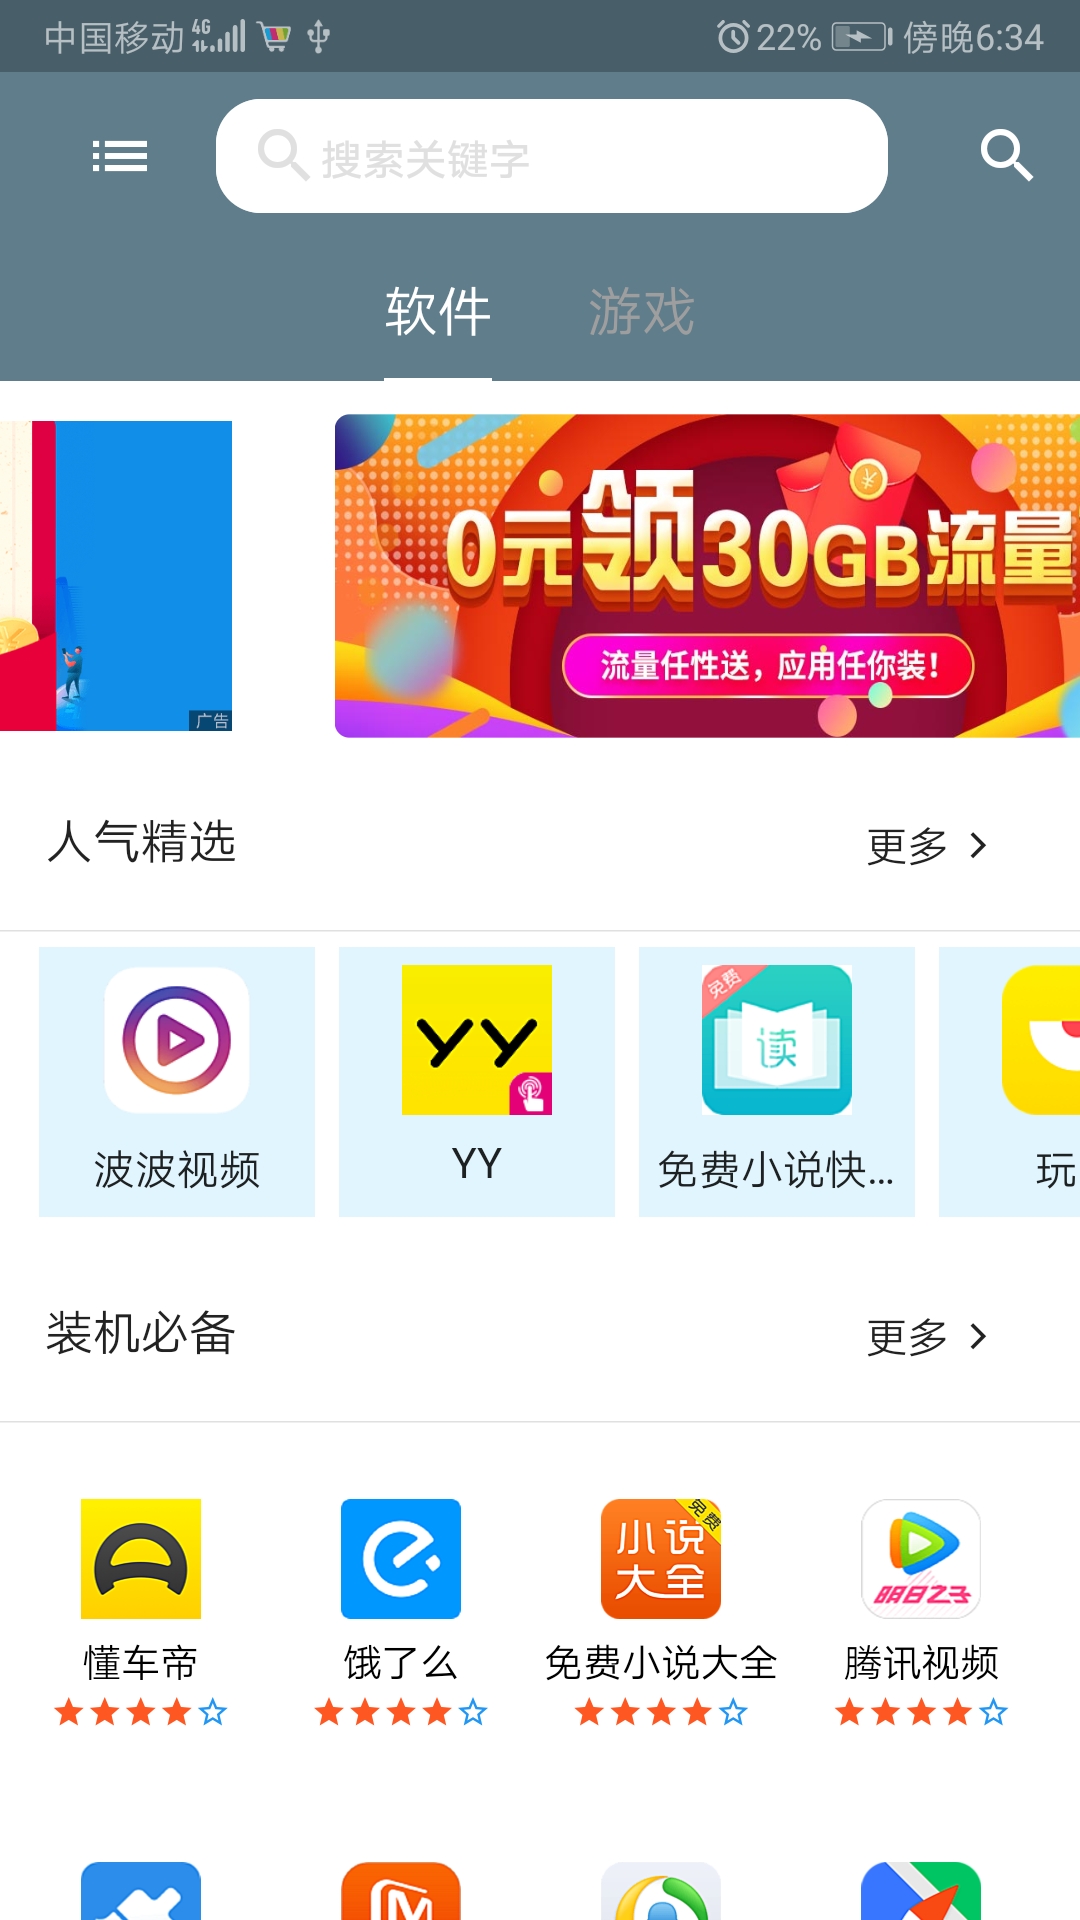 中国移动 4G 22% 傍晚6:34
搜索关键字
软件 游戏
0元领30GB流量
流量任性送，应用任你装！
广告
人气精选 更多
免费
读
YY
波波视频 YY 免费小说快... 玩
装机必备 更多
免费
小说
大全
明日之子
懂车帝 饿了么 免费小说大全 腾讯视频
M